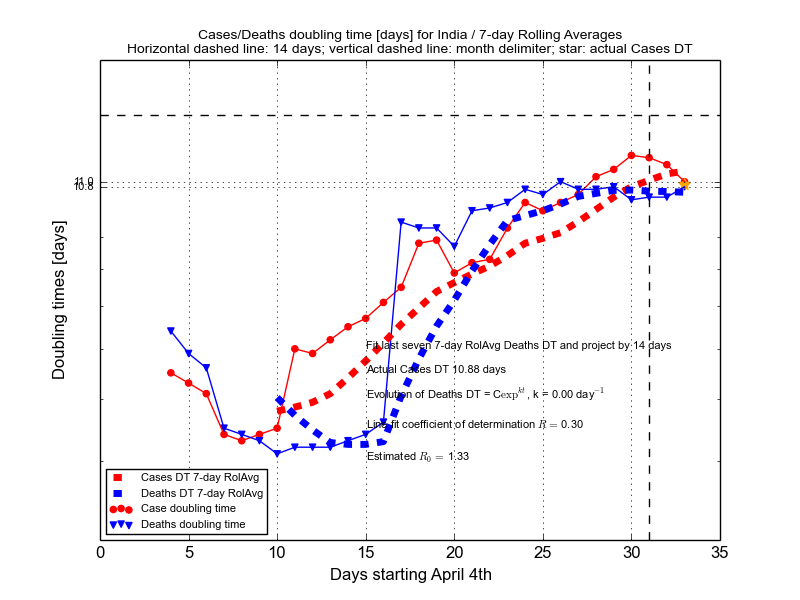 Cases/Deaths doubling time [days] for India / 7-day Rolling Averages
Horizontal dashed line: 14 days; vertical dashed line: month delimiter; star: actual Cases DT
11.0
10.8
Doubling times [days]
Fit last seven 7-day RolAvg Deaths DT and project by 14 days
Actual Cases DT 10.88 days
Evolution of Deaths DT = Cexp^{kt}, k = 0.00 day^{-1}
Line fit coefficient of determination R = 0.30
Estimated R_0 = 1.33
Cases DT 7-day RolAvg
Deaths DT 7-day RolAvg
Case doubling time
Deaths doubling time
0 5 10 15 20 25 30 35
Days starting April 4th